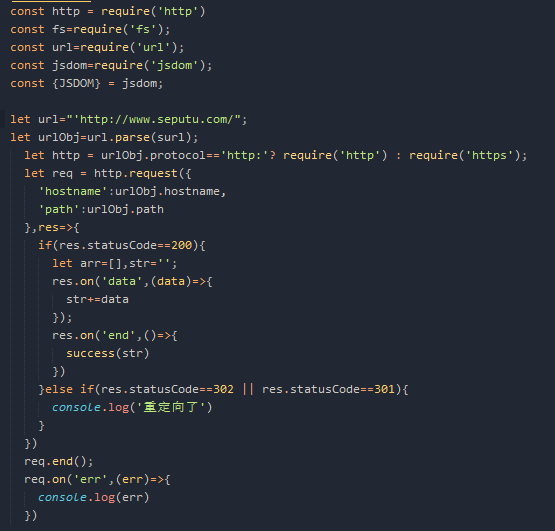 const http = require('http')
const fs=require('fs');
const url=require('url');
const jsdom=require('jsdom');
const {JSDOM} = jsdom;
let url="'http://www.seputu.com/";
let urlObj=url.parse(surl);
let http = urlObj.protocol=='http:'? require('http') : require('https');
let req = http.request({
'hostname':urlObj.hostname,
'path':urlObj.path
},res=>{
if(res.statusCode==200){
let arr=[],str='';
res.on('data',(data)=>{
str+=data
});
res.on('end',()=>{
success(str)
})
}else if(res.statusCode==302 || res.statusCode==301){
console.log('重定向了')
}
})
req.end();
req.on('err',(err)=>{
console.log(err)
})